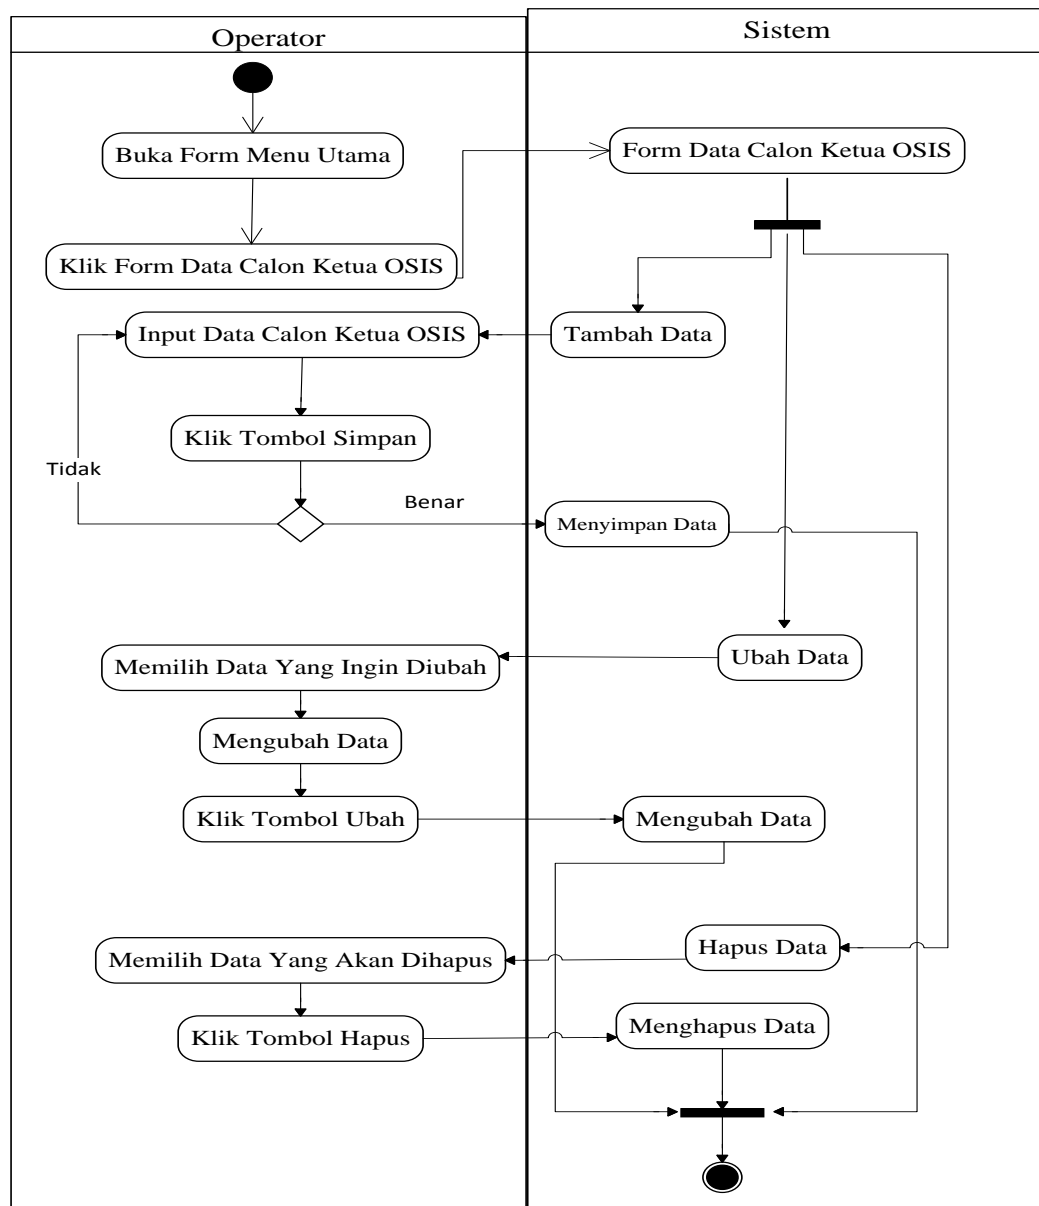 Operator
Sistem
Buka Form Menu Utama
Form Data Calon Ketua OSIS
Klik Form Data Calon Ketua OSIS
Input Data Calon Ketua OSIS
Tambah Data
Klik Tombol Simpan
Tidak
Benar
Menyimpan Data
Memilih Data Yang Ingin Diubah
Ubah Data
Mengubah Data
Klik Tombol Ubah
Mengubah Data
Hapus Data
Memilih Data Yang Akan Dihapus
Klik Tombol Hapus
Menghapus Data